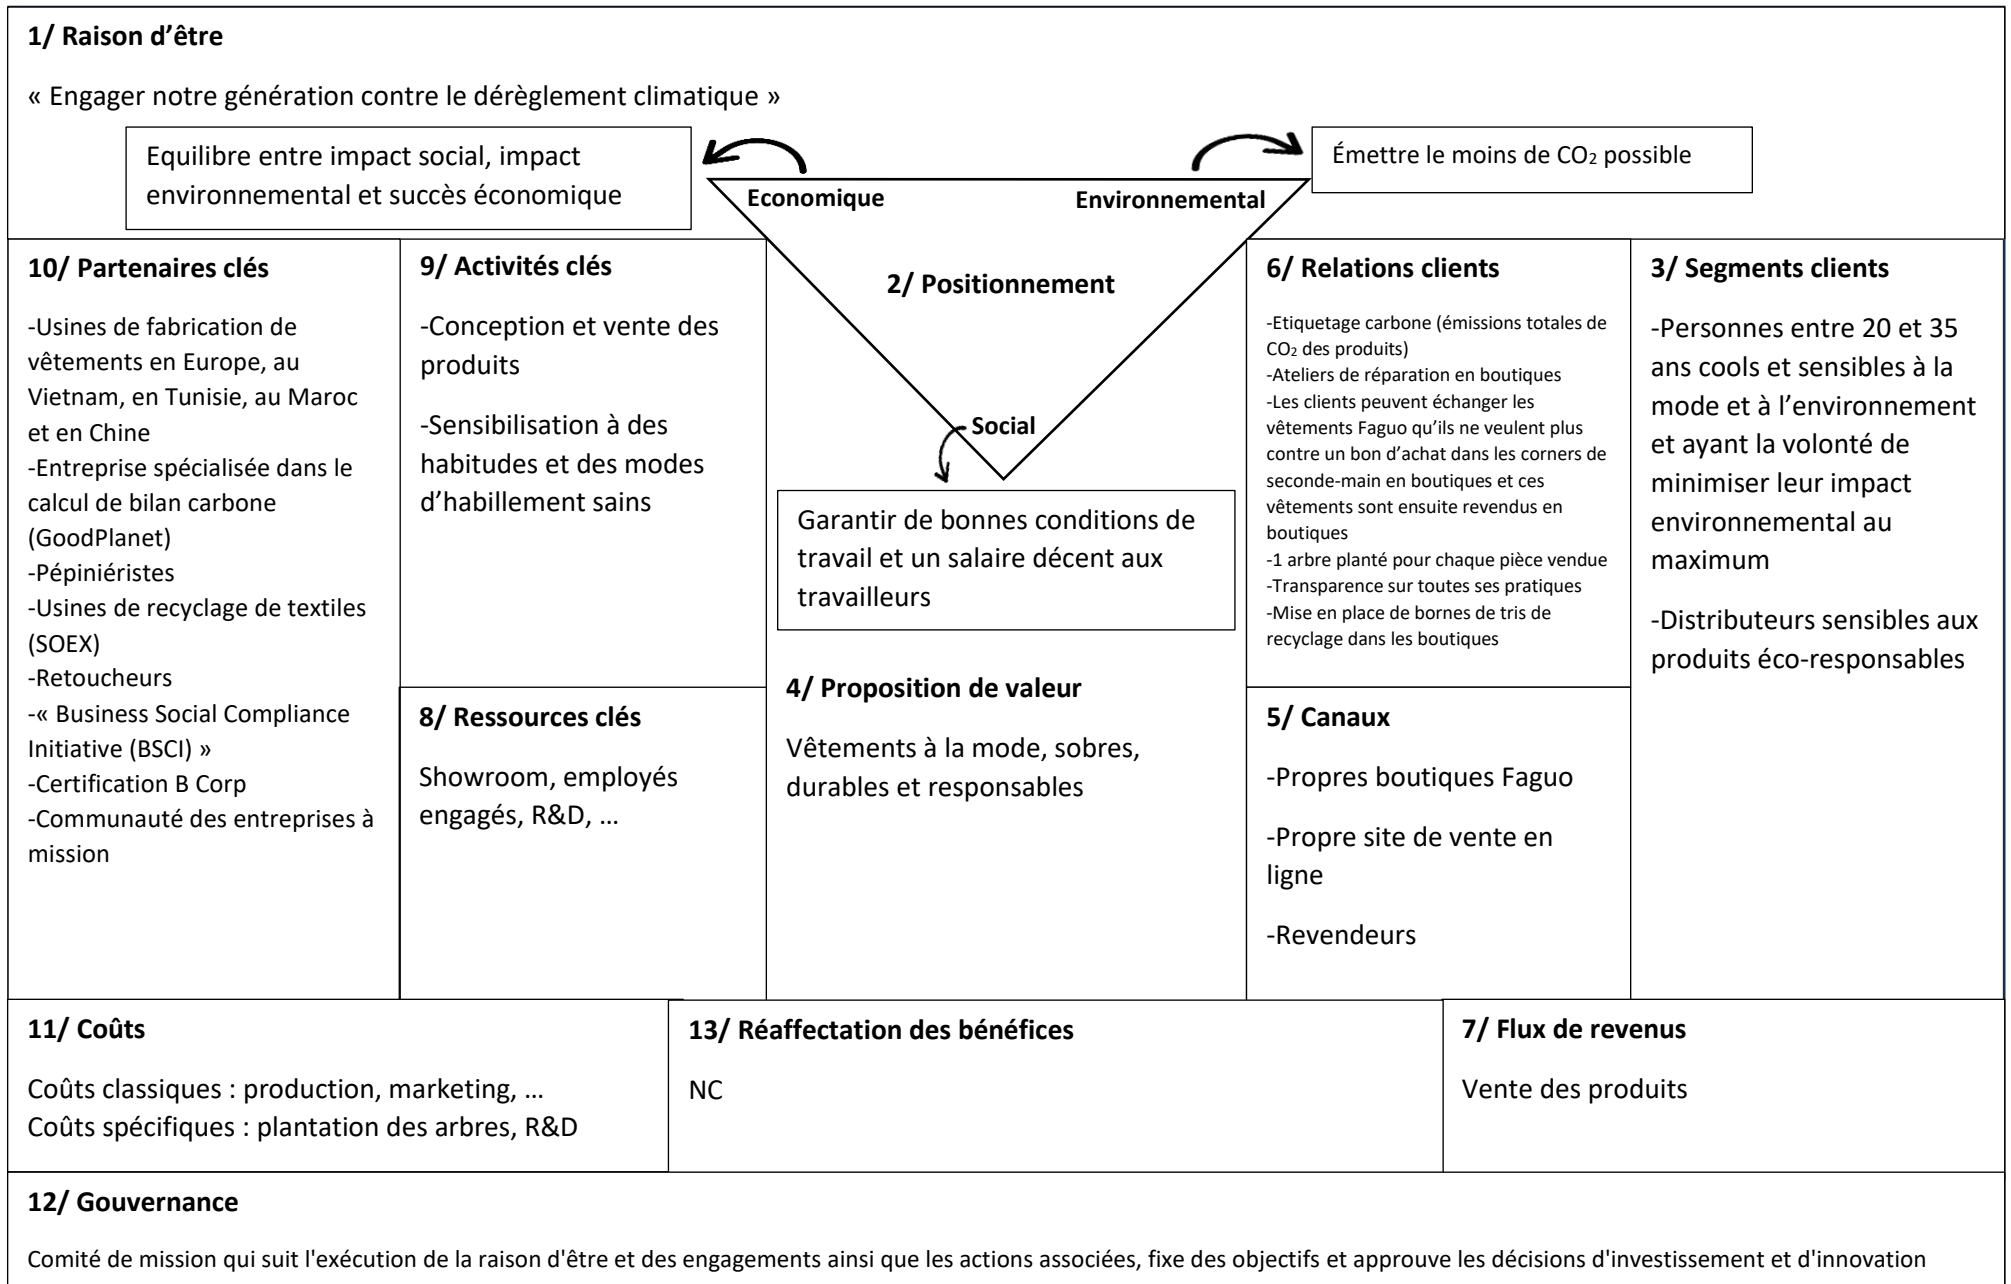 1/ Raison d’être
« Engager notre génération contre le dérèglement climatique »
Equilibre entre impact social, impact
environnemental et succès économique
Émettre le moins de CO₂ possible
Economique
Environnemental
2/ Positionnement
Social
Garantir de bonnes conditions de
travail et un salaire décent aux
travailleurs
10/ Partenaires clés
-Usines de fabrication de
vêtements en Europe, au
Vietnam, en Tunisie, au Maroc
et en Chine
-Entreprise spécialisée dans le
calcul de bilan carbone
(GoodPlanet)
-Pépiniéristes
-Usines de recyclage de textiles
(SOEX)
-Retoucheurs
-« Business Social Compliance
Initiative (BSCI) »
-Certification B Corp
-Communauté des entreprises à
mission
9/ Activités clés
-Conception et vente des
produits
-Sensibilisation à des
habitudes et des modes
d’habillement sains
8/ Ressources clés
Showroom, employés
engagés, R&D, …
4/ Proposition de valeur
Vêtements à la mode, sobres,
durables et responsables
6/ Relations clients
-Etiquetage carbone (émissions totales de
CO₂ des produits)
-Ateliers de réparation en boutiques
-Les clients peuvent échanger les
vêtements Faguo qu’ils ne veulent plus
contre un bon d’achat dans les corners de
seconde-main en boutiques et ces
vêtements sont ensuite revendus en
boutiques
-1 arbre planté pour chaque pièce vendue
-Transparence sur toutes ses pratiques
-Mise en place de bornes de tris de
recyclage dans les boutiques
5/ Canaux
-Propres boutiques Faguo
-Propre site de vente en
ligne
-Revendeurs
3/ Segments clients
-Personnes entre 20 et 35
ans cools et sensibles à la
mode et à l’environnement
et ayant la volonté de
minimiser leur impact
environnemental au
maximum
-Distributeurs sensibles aux
produits éco-responsables
11/ Coûts
Coûts classiques : production, marketing, …
Coûts spécifiques : plantation des arbres, R&D
13/ Réaffectation des bénéfices
NC
7/ Flux de revenus
Vente des produits
12/ Gouvernance
Comité de mission qui suit l'exécution de la raison d'être et des engagements ainsi que les actions associées, fixe des objectifs et approuve les décisions d'investissement et d'innovation